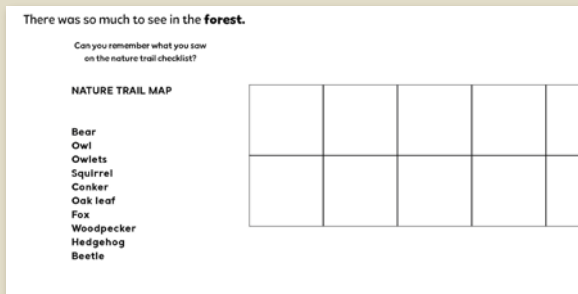 There was so much to see in the forest.
Can you remember what you saw
on the nature trail checklist?
NATURE TRAIL MAP
Bear
Owl
Owlets
Squirrel
Conker
Oak leaf
Fox
Woodpecker
Hedgehog
Beetle